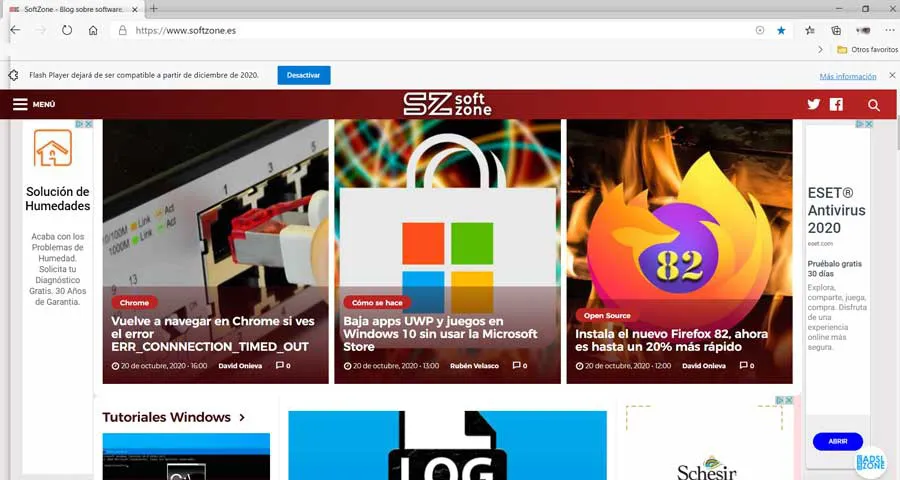 SoftZone - Blog sobre software.
https://www.softzone.es
Otros favoritos
Flash Player dejará de ser compatible a partir de diciembre de 2020.
Desactivar
Más información
MENÚ
SZ soft
zone
Solución de
Humedades
Acaba con los
Problemas de
Humedad.
Solicita tu
Diagnóstico
Gratis. 30 Años
de Garantia.
1
3
5
10/100M
Link
Act
1000M
Link
Act
13
Chrome
Vuelve a navegar en Chrome si ves
el error
ERR_CONNNECTION_TIMED_OUT
20 de octubre, 2020 · 16:00 David Onieva 0
Cómo se hace
Baja apps UWP y juegos en
Windows 10 sin usar la Microsoft
Store
20 de octubre, 2020 · 13:00 Rubén Velasco 0
82
Open Source
Instala el nuevo Firefox 82, ahora
es hasta un 20% más rápido
20 de octubre, 2020 · 12:00 David Onieva 0
ESET®
Antivirus
2020
eset.com
Pruébalo gratis
30 días
Explora,
comparte, juega,
compra. Disfruta
de una
experiencia
online más
segura.
ABRIR
Tutoriales Windows
LOG
Schesir
ADSL
ZONE